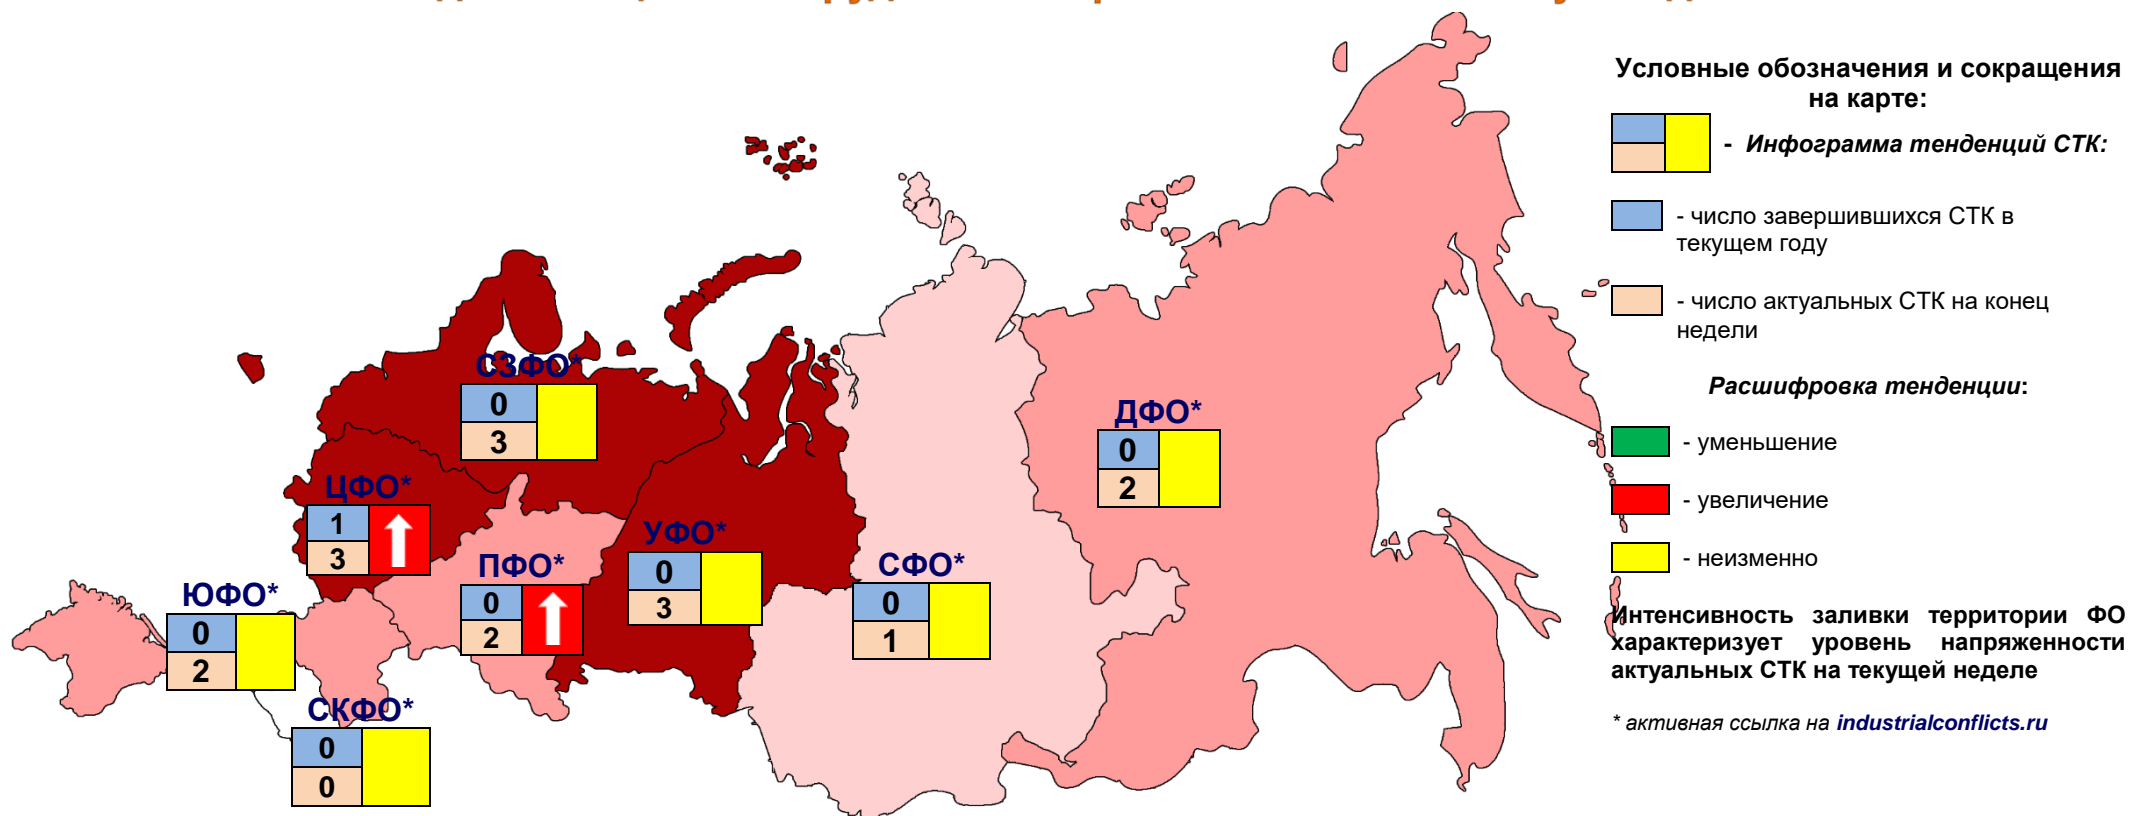 Условные обозначения и сокращения
на карте:
- Инфограмма тенденций СТК:
- число завершившихся СТК в
текущем году
- число актуальных СТК на конец
недели
Расшифровка тенденции:
- уменьшение
- увеличение
- неизменно
Интенсивность заливки территории ФО
характеризует уровень напряженности
актуальных СТК на текущей неделе
* активная ссылка на industrialconflicts.ru
СЗФО*
0
3
ЦФО*
1
3
ПФО*
0
2
УФО*
0
3
СФО*
0
1
ДФО*
0
2
ЮФО*
0
2
СКФО*
0
0